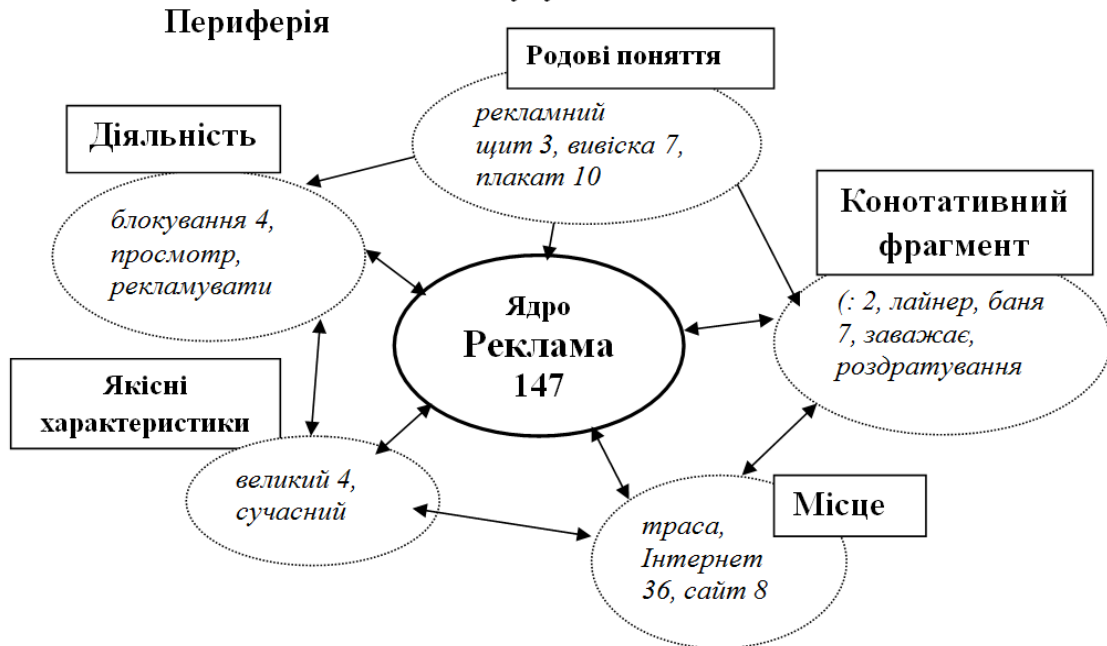 Периферія
Родові поняття
рекламний
щит 3, вивіска 7,
плакат 10
Діяльність
блокування 4,
просмотр,
рекламувати
Конотативний
фрагмент
(: 2, лайнер, баня
7, заважає,
роздратування
Ядро
Реклама
147
Якісні
характеристики
великий 4,
сучасний
Місце
траса,
Інтернет
36, сайт 8